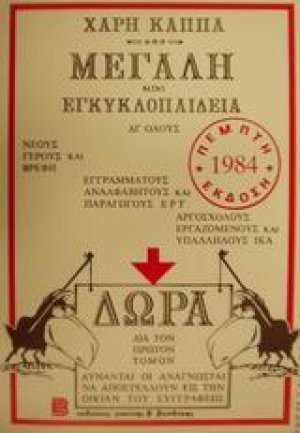 ΧΑΡΗ ΚΑΠΠΑ
ΜΕΓΑΛΗ
ΜΙΝΙ
ΕΓΚΥΚΛΟΠΑΙΔΕΙΑ
ΔΙ' ΟΛΟΥΣ
ΝΕΟΥΣ
ΓΕΡΟΥΣ ΚΑΙ
ΒΡΕΦΗ
ΠΕΜΠΤΗ
1984
ΕΚΔΟΣΗ
ΕΓΓΡΑΜΜΑΤΟΥΣ
ΑΝΑΛΦΑΒΗΤΟΥΣ ΚΑΙ
ΠΑΡΑΓΩΓΟΥΣ ΕΡΤ
ΑΡΓΟΣΧΟΛΟΥΣ
ΕΡΓΑΖΟΜΕΝΟΥΣ ΚΑΙ
ΥΠΑΛΛΗΛΟΥΣ ΙΚΑ
ΔΩΡΑ
ΔΙΑ ΤΟΝ
ΠΡΩΤΟΝ
ΤΟΜΟΝ
ΔΥΝΑΝΤΑΙ ΟΙ ΑΝΑΓΝΩΣΤΑΙ
ΝΑ ΑΠΟΣΤΕΛΛΟΥΝ ΕΙΣ ΤΗΝ
ΟΙΚΙΑΝ ΤΟΥ ΣΥΓΓΡΑΦΕΩΣ